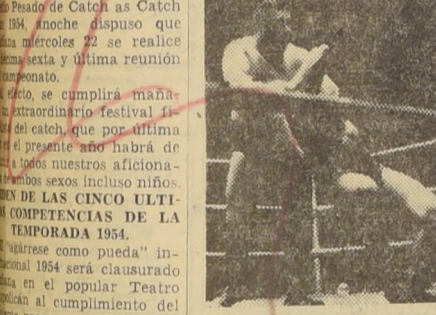 Pesado de Catch as Catch
1954, anoche dispuso que
miércoles 22 se realice
sexta y última reunión
campeonato.
efecto, se cumplirá maña-
extraordinario festival fi-
del catch, que por última
el presente año habrá de
a todos nuestros aficiona-
de ambos sexos incluso niños.
DEN DE LAS CINCO ULTI-
COMPETENCIAS DE LA
TEMPORADA 1954.
"agárrese como pueda" in-
nacional 1954 será clausurado
en el popular Teatro
al cumplimiento del